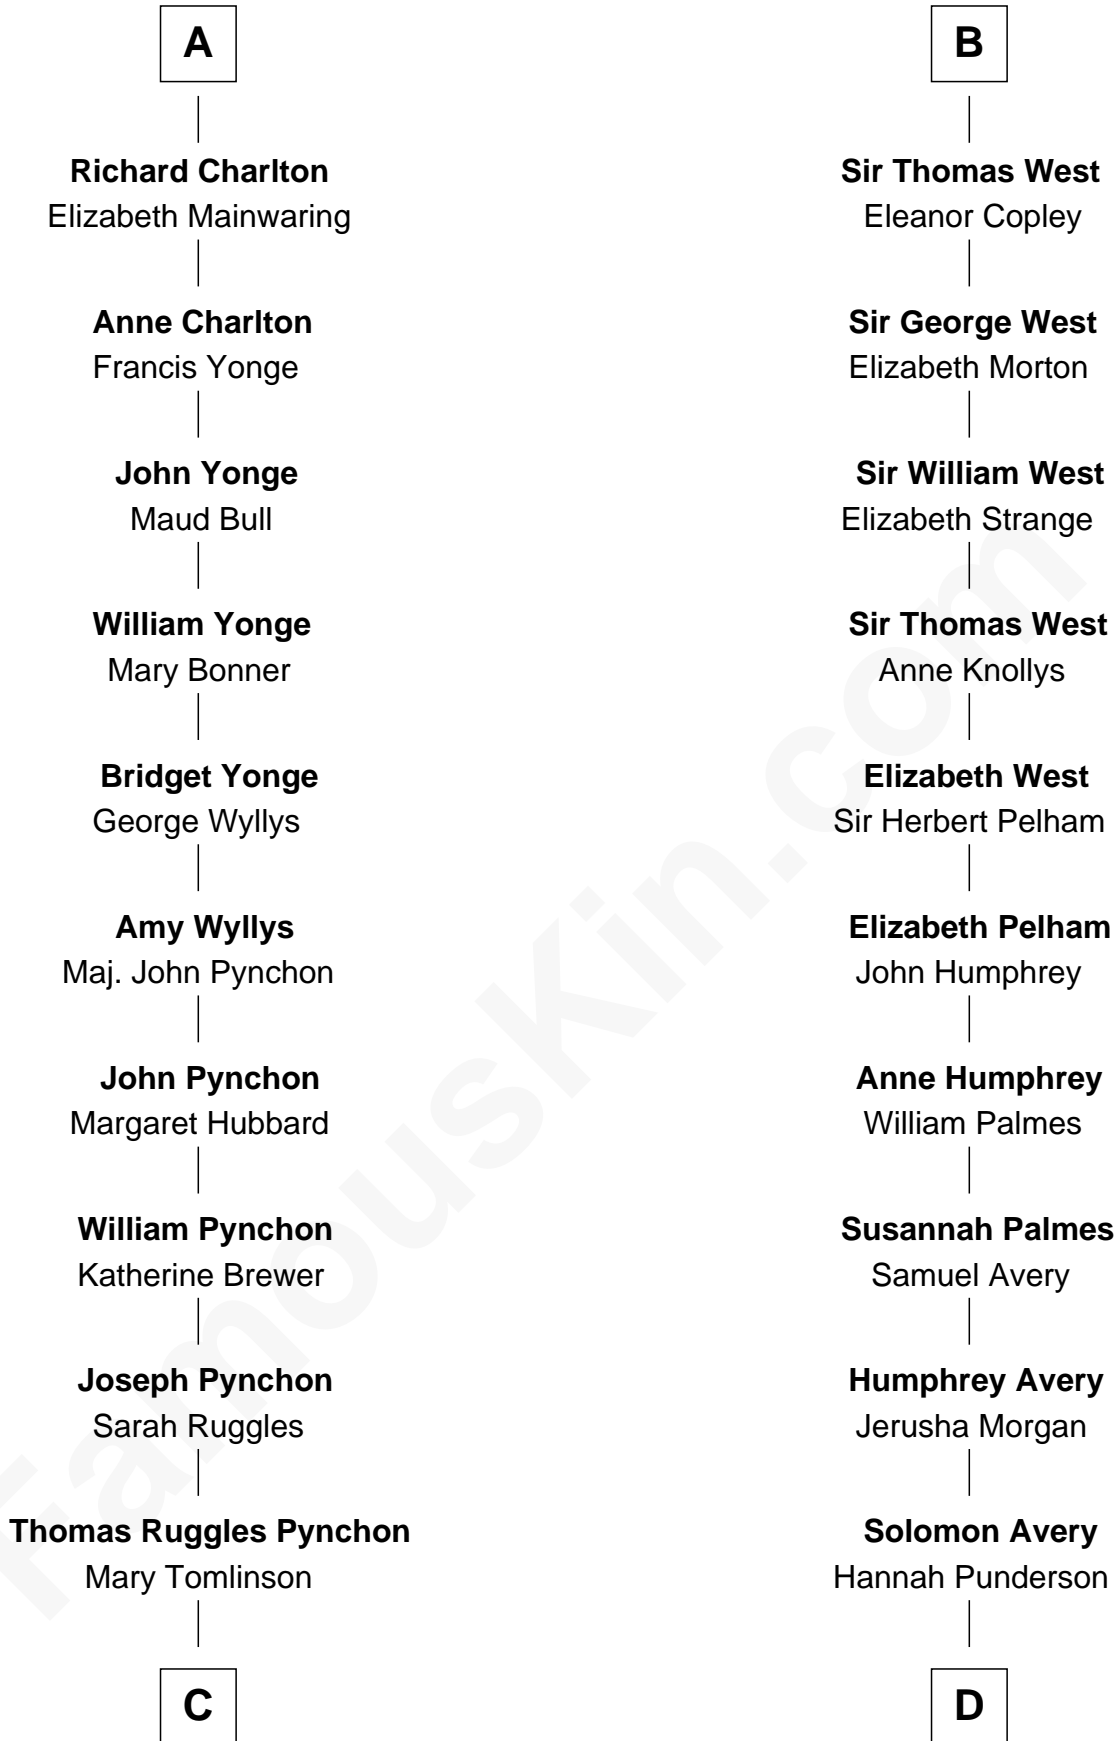 A
Richard Charlton
Elizabeth Mainwaring
Anne Charlton
Francis Yonge
John Yonge
Maud Bull
William Yonge
Mary Bonner
Bridget Yonge
George Wyllys
Amy Wyllys
Maj. John Pynchon
John Pynchon
Margaret Hubbard
William Pynchon
Katherine Brewer
Joseph Pynchon
Sarah Ruggles
Thomas Ruggles Pynchon
Mary Tomlinson
C
B
Sir Thomas West
Eleanor Copley
Sir George West
Elizabeth Morton
Sir William West
Elizabeth Strange
Sir Thomas West
Anne Knollys
Elizabeth West
Sir Herbert Pelham
Elizabeth Pelham
John Humphrey
Anne Humphrey
William Palmes
Susannah Palmes
Samuel Avery
Humphrey Avery
Jerusha Morgan
Solomon Avery
Hannah Punderson
D
FamousKin.com